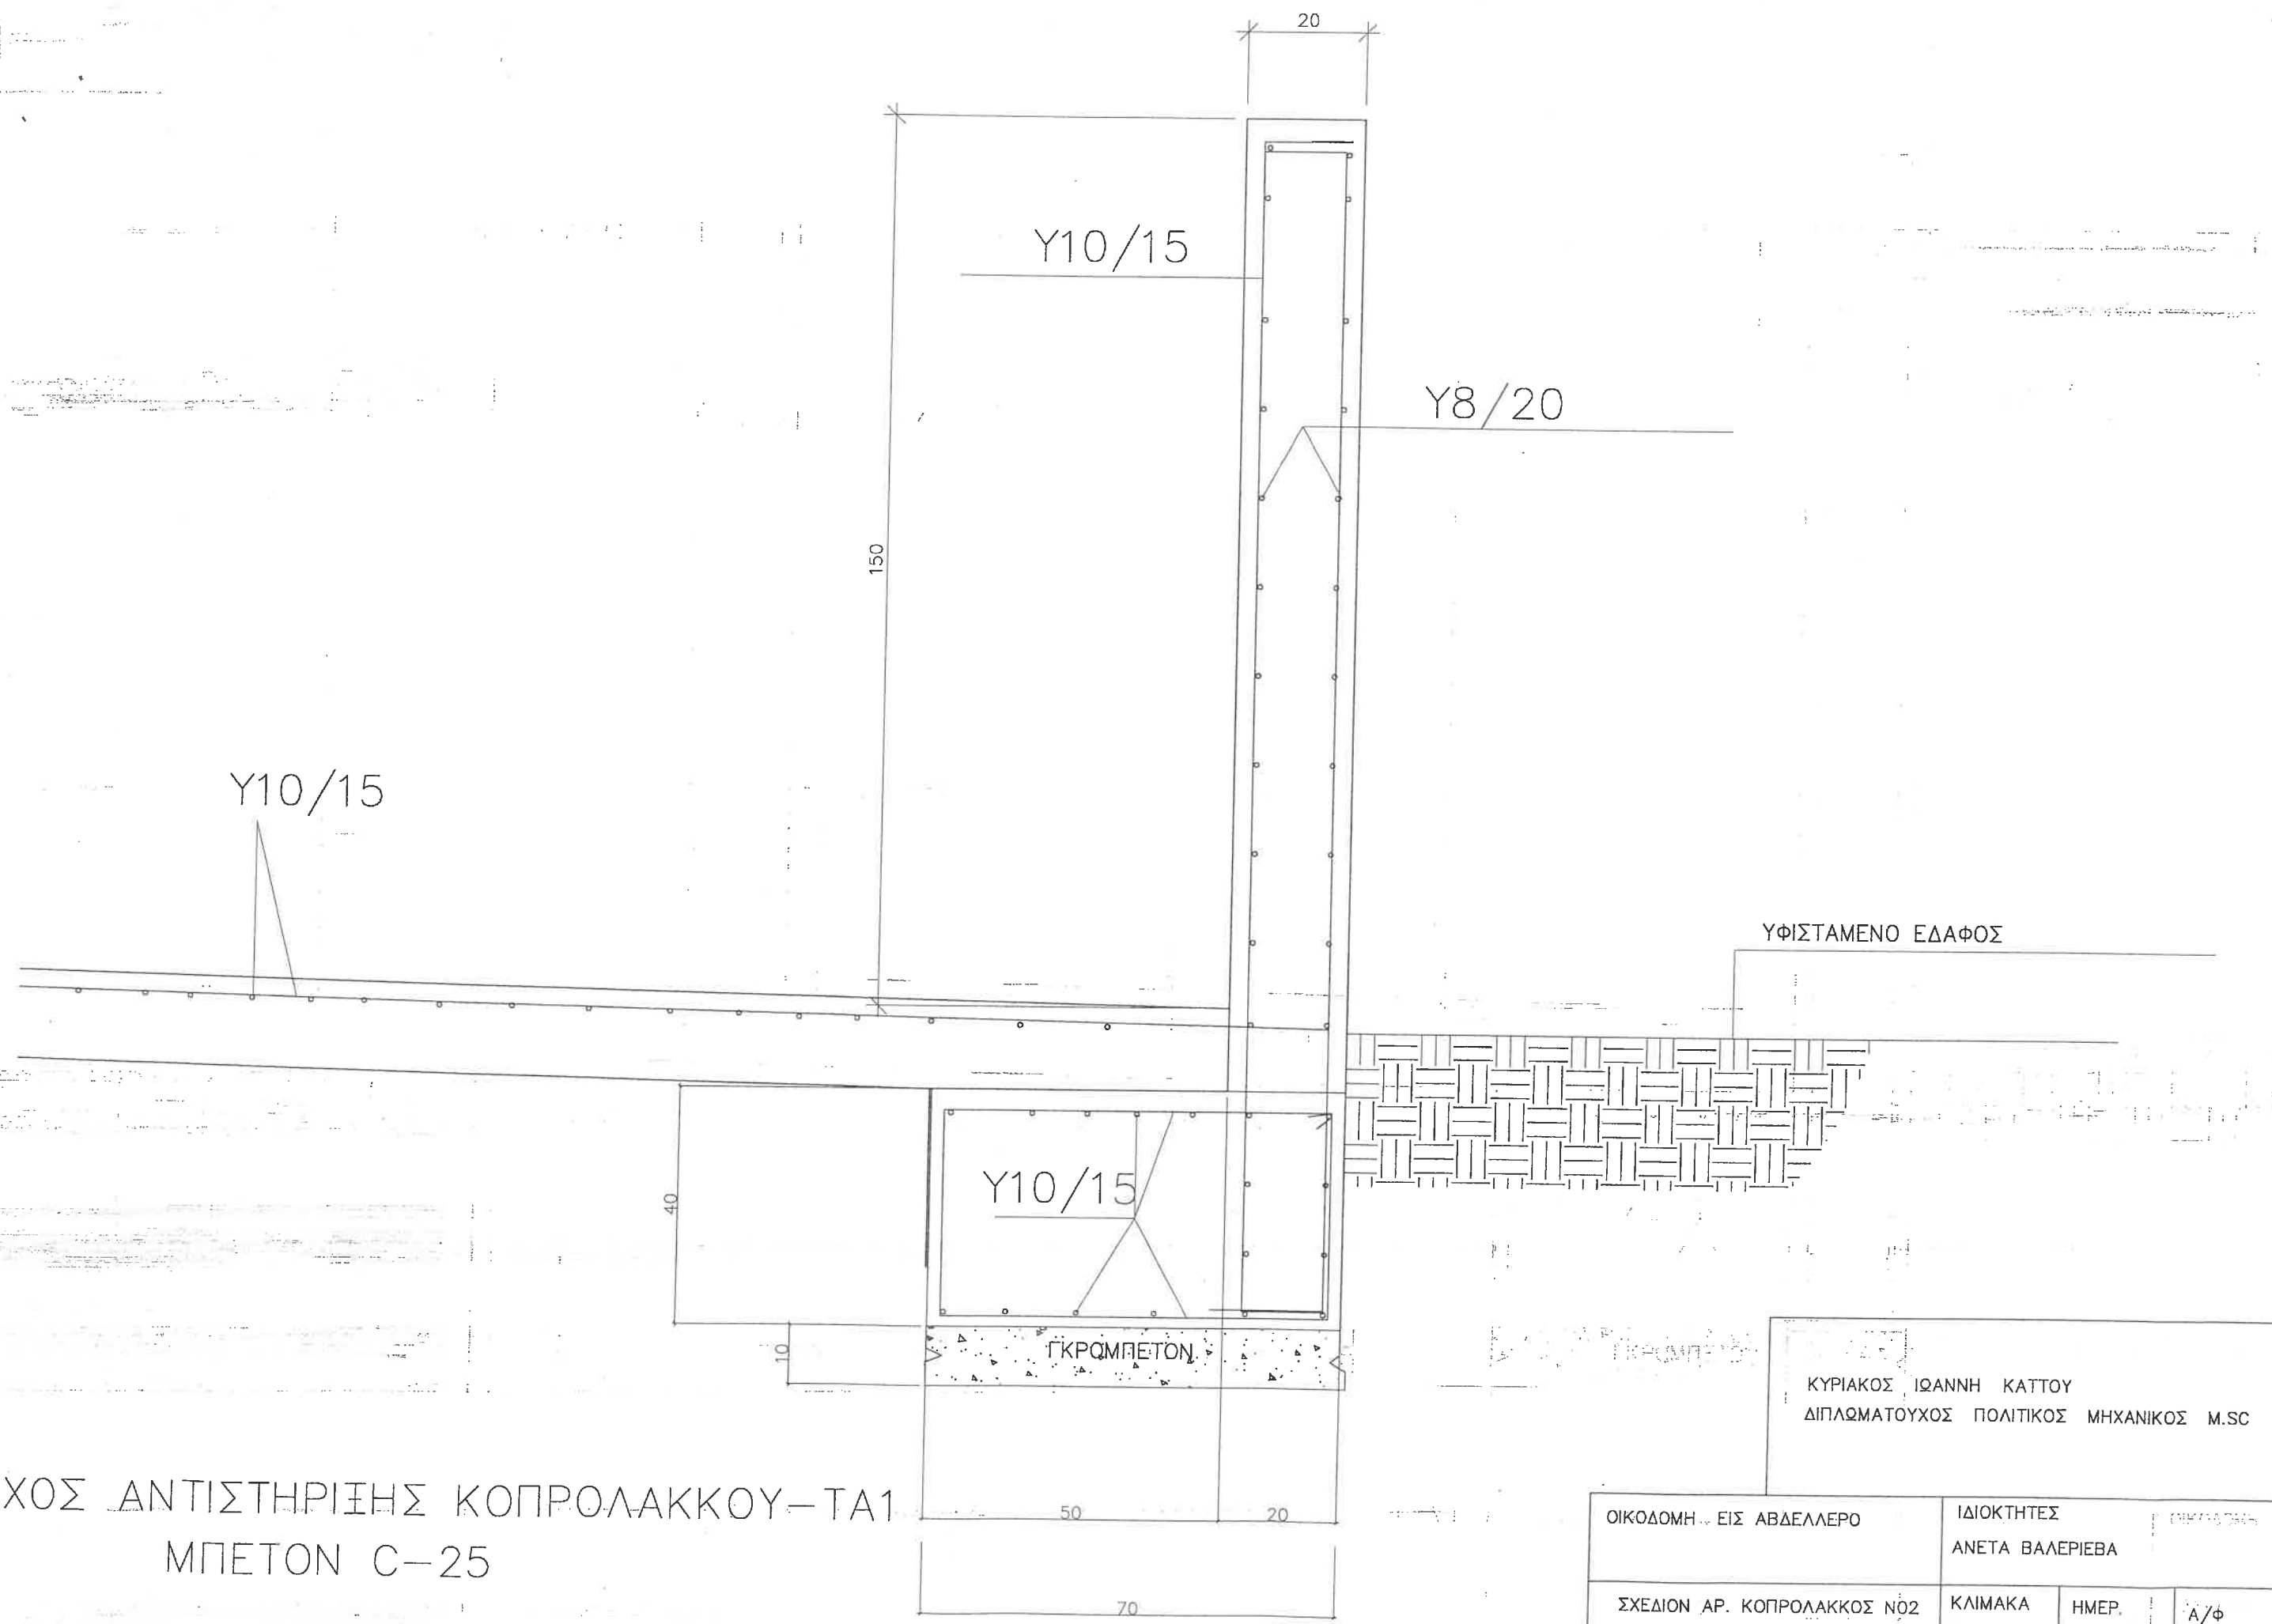 20
Y10/15
Y8/20
150
Y10/15
ΥΦΙΣΤΑΜΕΝΟ ΕΔΑΦΟΣ
40
Y10/15
10
ΓΚΡΟΜΠΕΤΟΝ
ΚΥΡΙΑΚΟΣ ΙΩΑΝΝΗ ΚΑΤΤΟΥ
ΔΙΠΛΩΜΑΤΟΥΧΟΣ ΠΟΛΙΤΙΚΟΣ ΜΗΧΑΝΙΚΟΣ M.SC
ΧΟΣ ΑΝΤΙΣΤΗΡΙΞΗΣ ΚΟΠΡΟΛΑΚΚΟΥ-ΤΑ1
ΜΠΕΤΟΝ C-25
50
20
70
ΟΙΚΟΔΟΜΗ ΕΙΣ ΑΒΔΕΛΛΕΡΟ
ΙΔΙΟΚΤΗΤΕΣ
ΑΝΕΤΑ ΒΑΛΕΡΙΕΒΑ
ΣΧΕΔΙΟΝ ΑΡ. ΚΟΠΡΟΛΑΚΚΟΣ Ν02
ΚΛΙΜΑΚΑ
ΗΜΕΡ.
Α/Φ